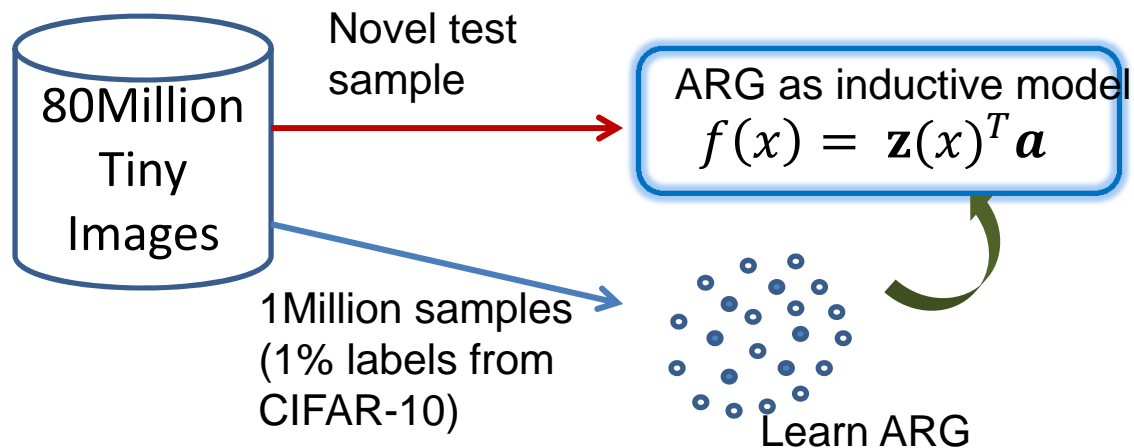 80Million
Tiny
Images
Novel test
sample
ARG as inductive model
f(x) = z(x)^T a
1Million samples
(1% labels from
CIFAR-10)
Learn ARG